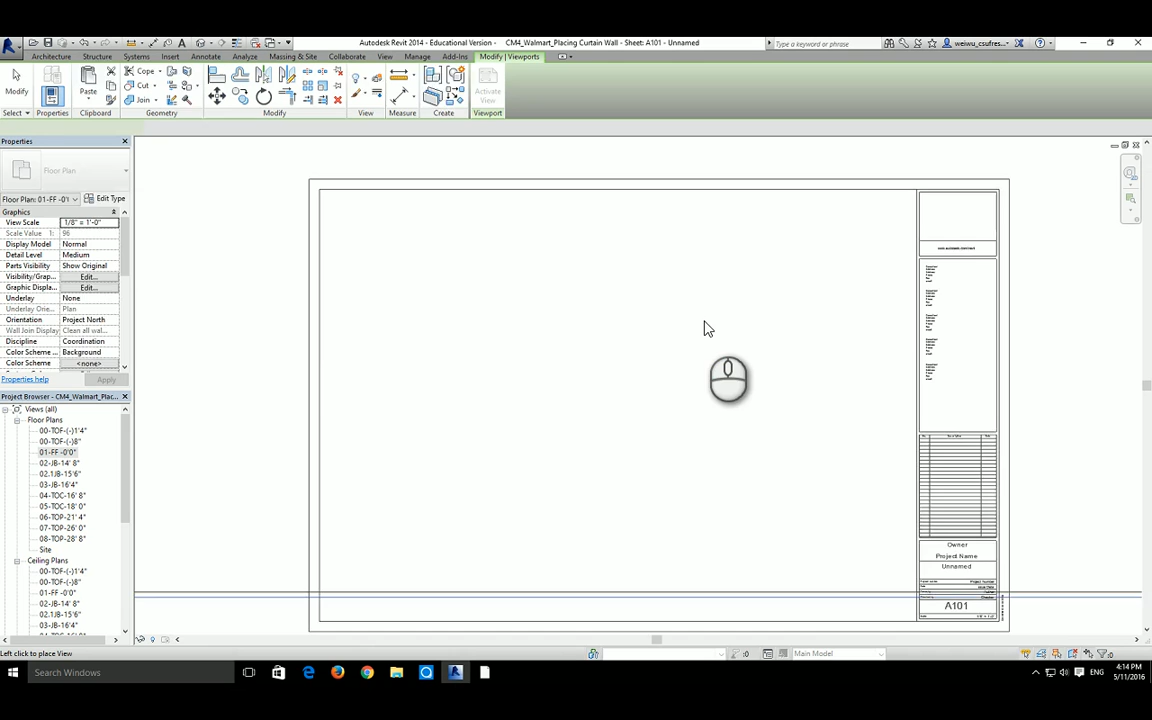 Autodesk Revit 2014 - Educational Version - CM4_Walmart_Placing Curtain Wall - Sheet: A101 - Unnamed
Type a keyword or phrase
weiwu_csufres...
Architecture Structure Systems Insert Annotate Analyze Massing & Site Collaborate View Manage Add-Ins Modify | Viewports
Modify
Paste
Cope
Cut
Join
Activate View
Select Properties Clipboard Geometry Modify View Measure Create Viewport
Properties
Floor Plan
Floor Plan: 01-FF -0'( Edit Type
Graphics
View Scale 1/8" = 1'-0"
Scale Value 1: 96
Display Model Normal
Detail Level Medium
Parts Visibility Show Original
Visibility/Grap... Edit...
Graphic Displa... Edit...
Underlay None
Underlay Orie... Plan
Orientation Project North
Wall Join Display Clean all wal...
Discipline Coordination
Color Scheme ... Background
Color Scheme <none>
Properties help Apply
Project Browser - CM4_Walmart_Plac...
Views (all)
Floor Plans
00-TOF-(-)1'4"
00-TOF-(-)8"
01-FF -0'0"
02-JB-14' 8"
02.1JB-15'6"
03-JB-16'4"
04-TOC-16' 8"
05-TOC-18' 0"
06-TOP-21' 4"
07-TOP-26' 0"
08-TOP-28' 8"
Site
Ceiling Plans
00-TOF-(-)1'4"
00-TOF-(-)8"
01-FF -0'0"
02-JB-14' 8"
02.1JB-15'6"
03-JB-16'4"
Owner
Project Name
Unnamed
A101
Left click to place View
:0
Main Model
:0
Search Windows
ENG
4:14 PM
5/11/2016